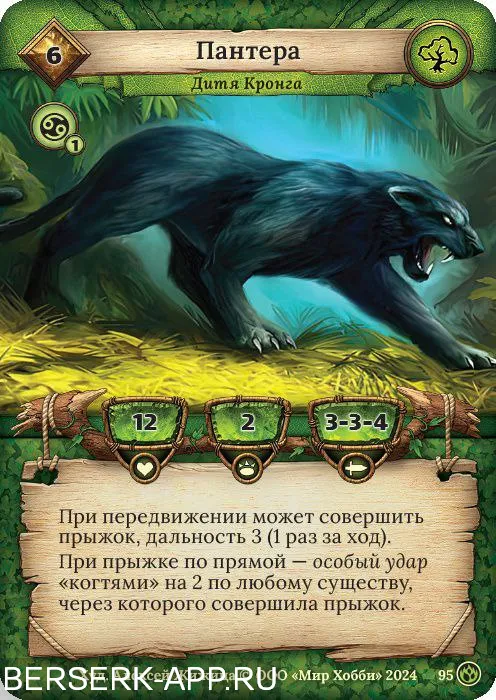 6
Пантера
Дитя Кронга
1
12
2
3-3-4
При передвижении может совершить
прыжок, дальность 3 (1 раз за ход).
При прыжке по прямой — особый удар
«когтями» на 2 по любому существу,
через которого совершила прыжок.
ООО «Мир Хобби» 2024
95
BERSERK-APP.RU